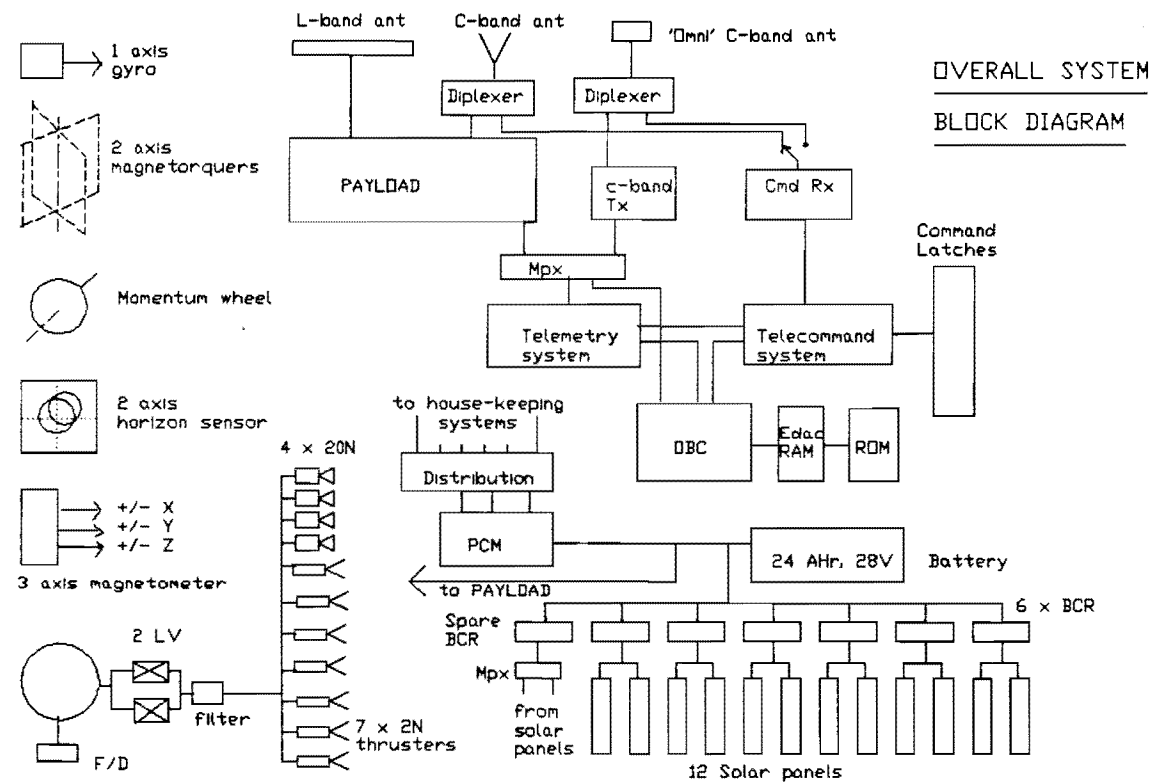 L-band ant
C-band ant
'Omni' C-band ant
OVERALL SYSTEM
BLOCK DIAGRAM
1 axis
gyro
2 axis
magnetorquers
Momentum wheel
2 axis
horizon sensor
+/- X
+/- Y
+/- Z
3 axis magnetometer
Diplexer
Diplexer
PAYLOAD
c-band
Tx
Cmd Rx
Command
Latches
Mpx
Telemetry
system
Telecommand
system
to house-keeping
systems
OBC
Edac
RAM
ROM
Distribution
PCM
24 AHr, 28V
Battery
to PAYLOAD
4 x 20N
2 LV
filter
F/D
7 x 2N
thrusters
Spare
BCR
6 x BCR
Mpx
from
solar
panels
12 Solar panels